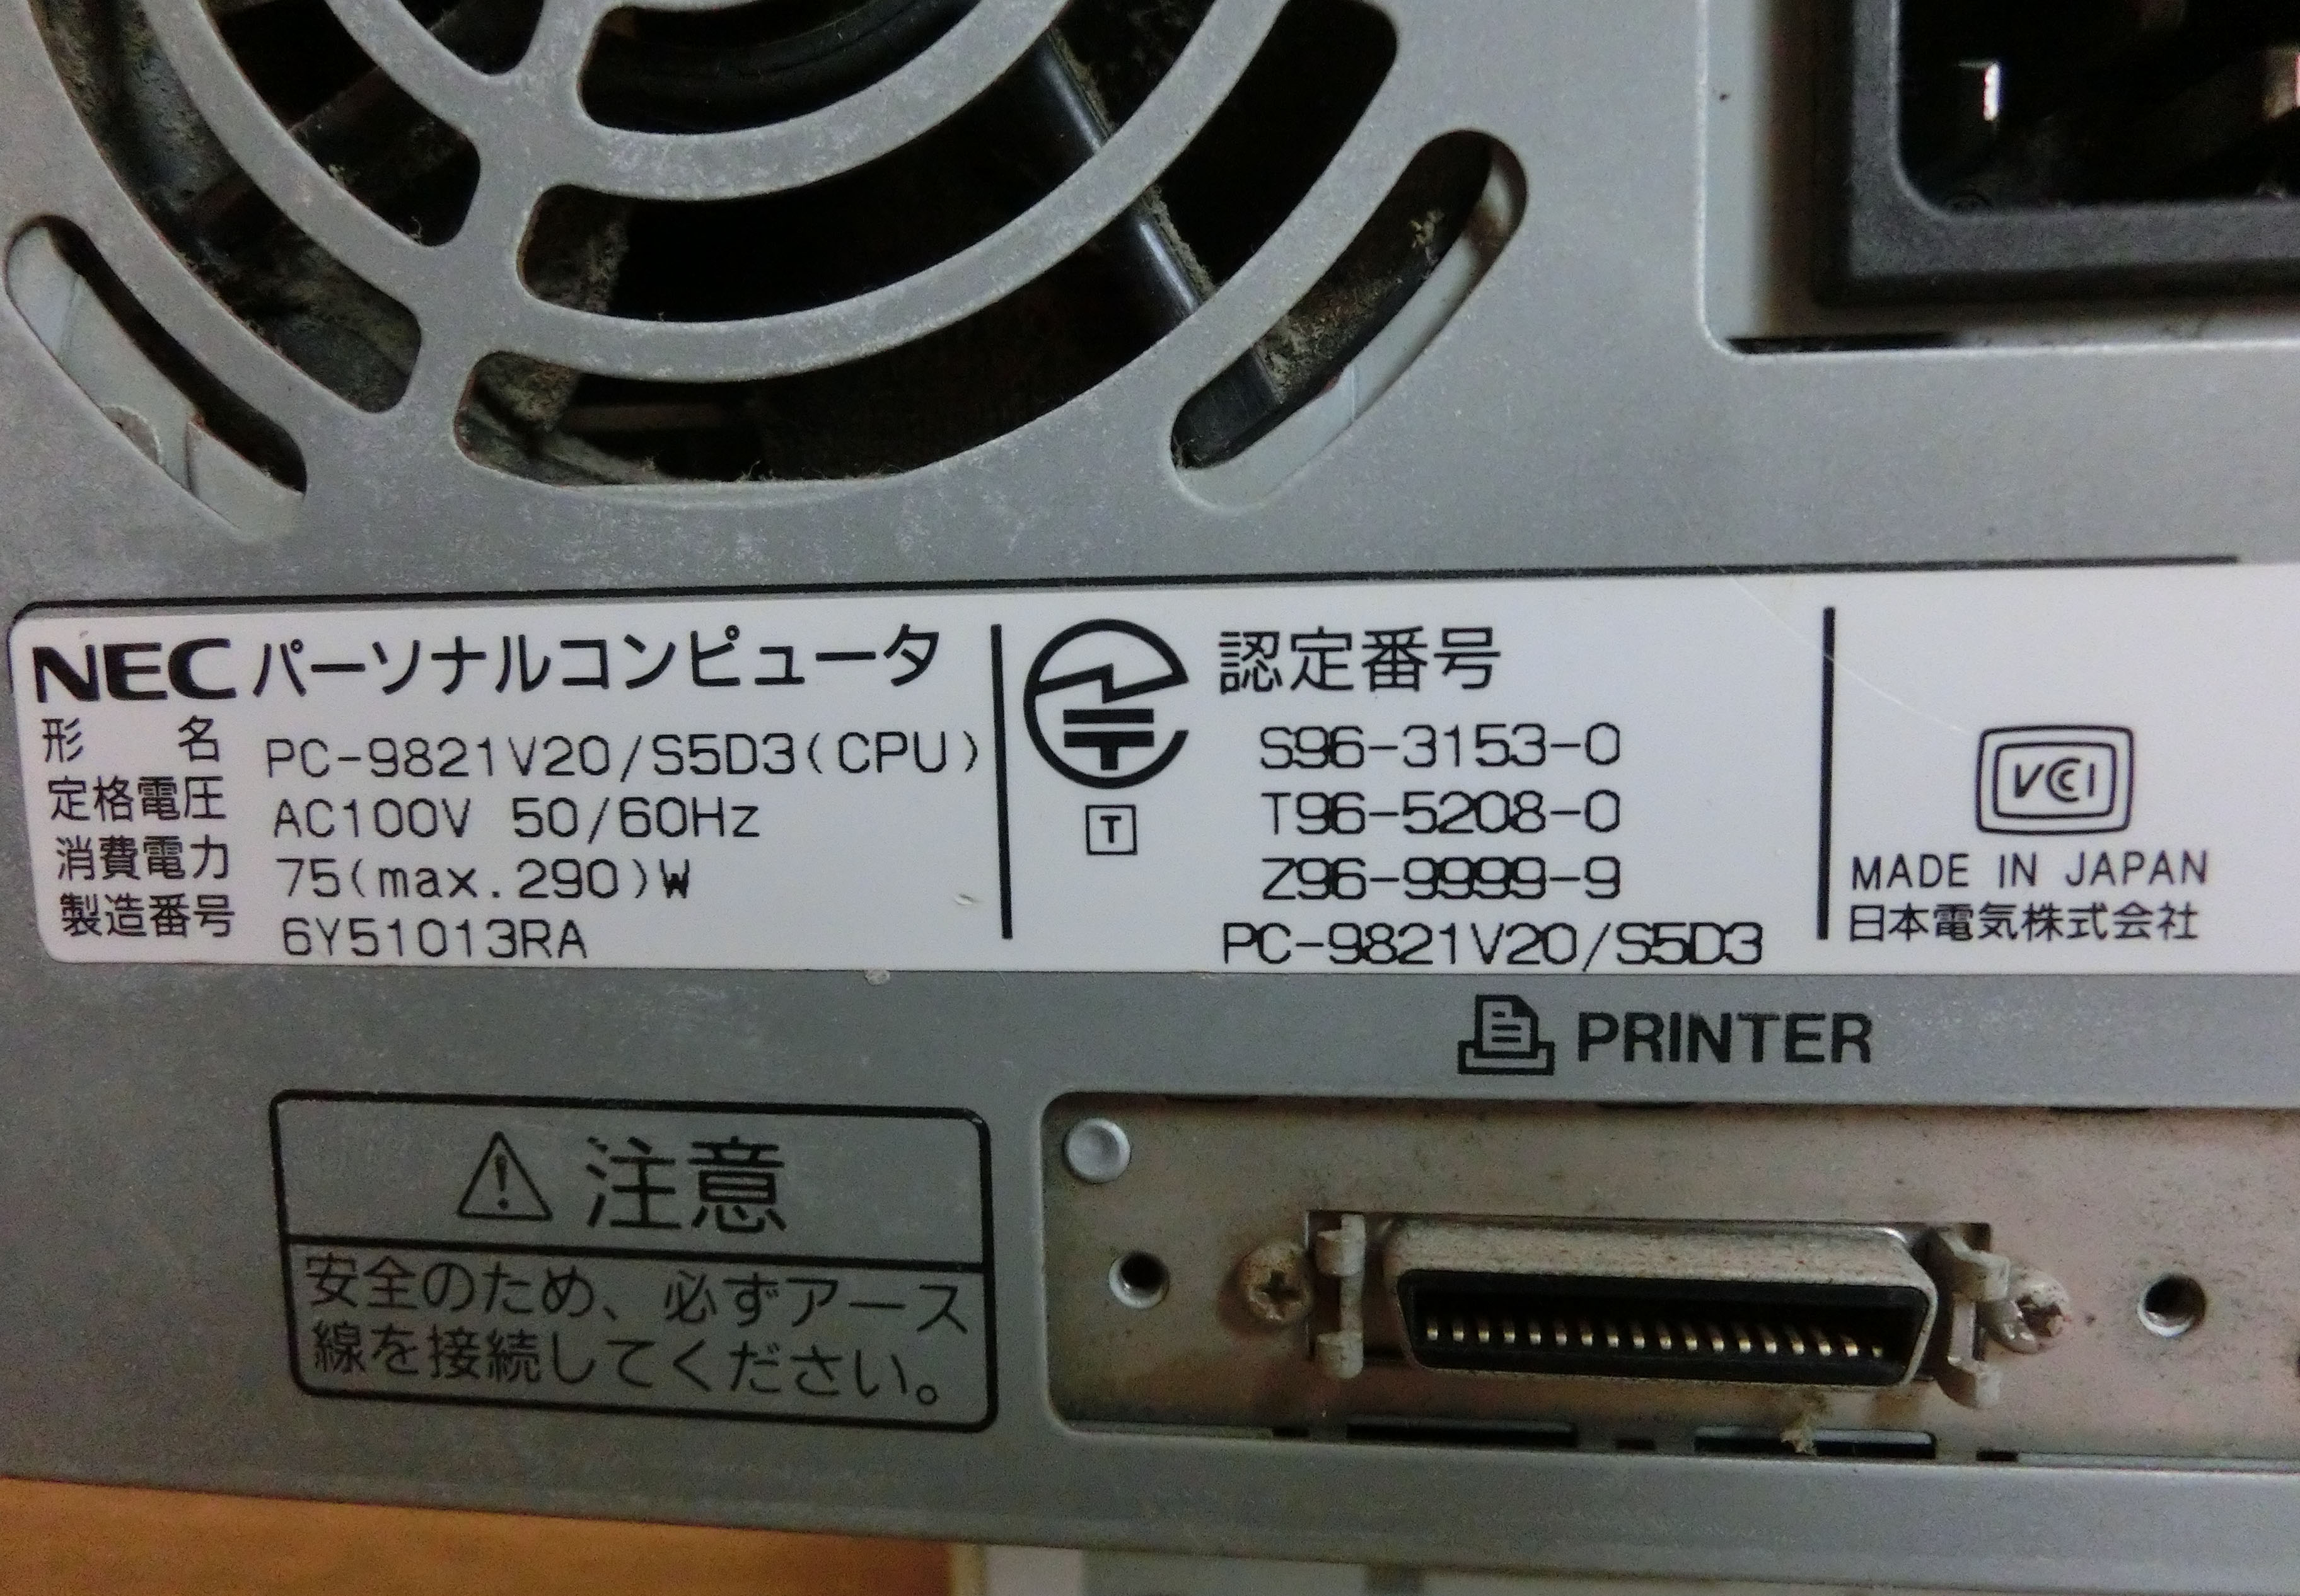 NEC パーソナルコンピュータ
形 名 PC-9821V20/S5D3(CPU)
定格電圧 AC100V 50/60Hz
消費電力 75(max.290)W
製造番号 6Y51013RA
T
認定番号
S96-3153-0
T96-5208-0
Z96-9999-9
PC-9821V20/S5D3
VCCI
MADE IN JAPAN
日本電気株式会社
PRINTER
注意
安全のため、必ずアース
線を接続してください。